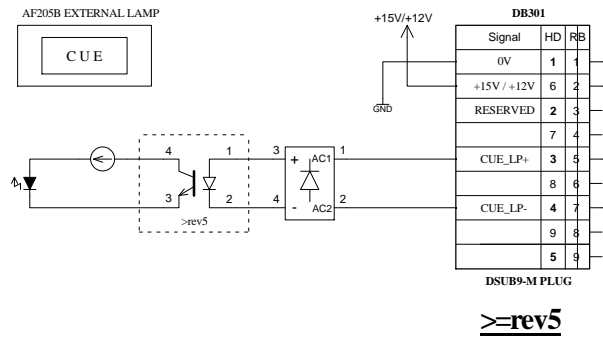 AF205B EXTERNAL LAMP
CUE
+15V/+12V
GND
DB301
Signal HD RB
0V 1 1
+15V / +12V 6 2
RESERVED 2 3
7 4
CUE_LP+ 3 5
8 6
CUE_LP- 4 7
9 8
5 9
DSUB9-M PLUG
>=rev5
4 1 3 + AC1 1
3 2 4 - AC2 2
>rev5